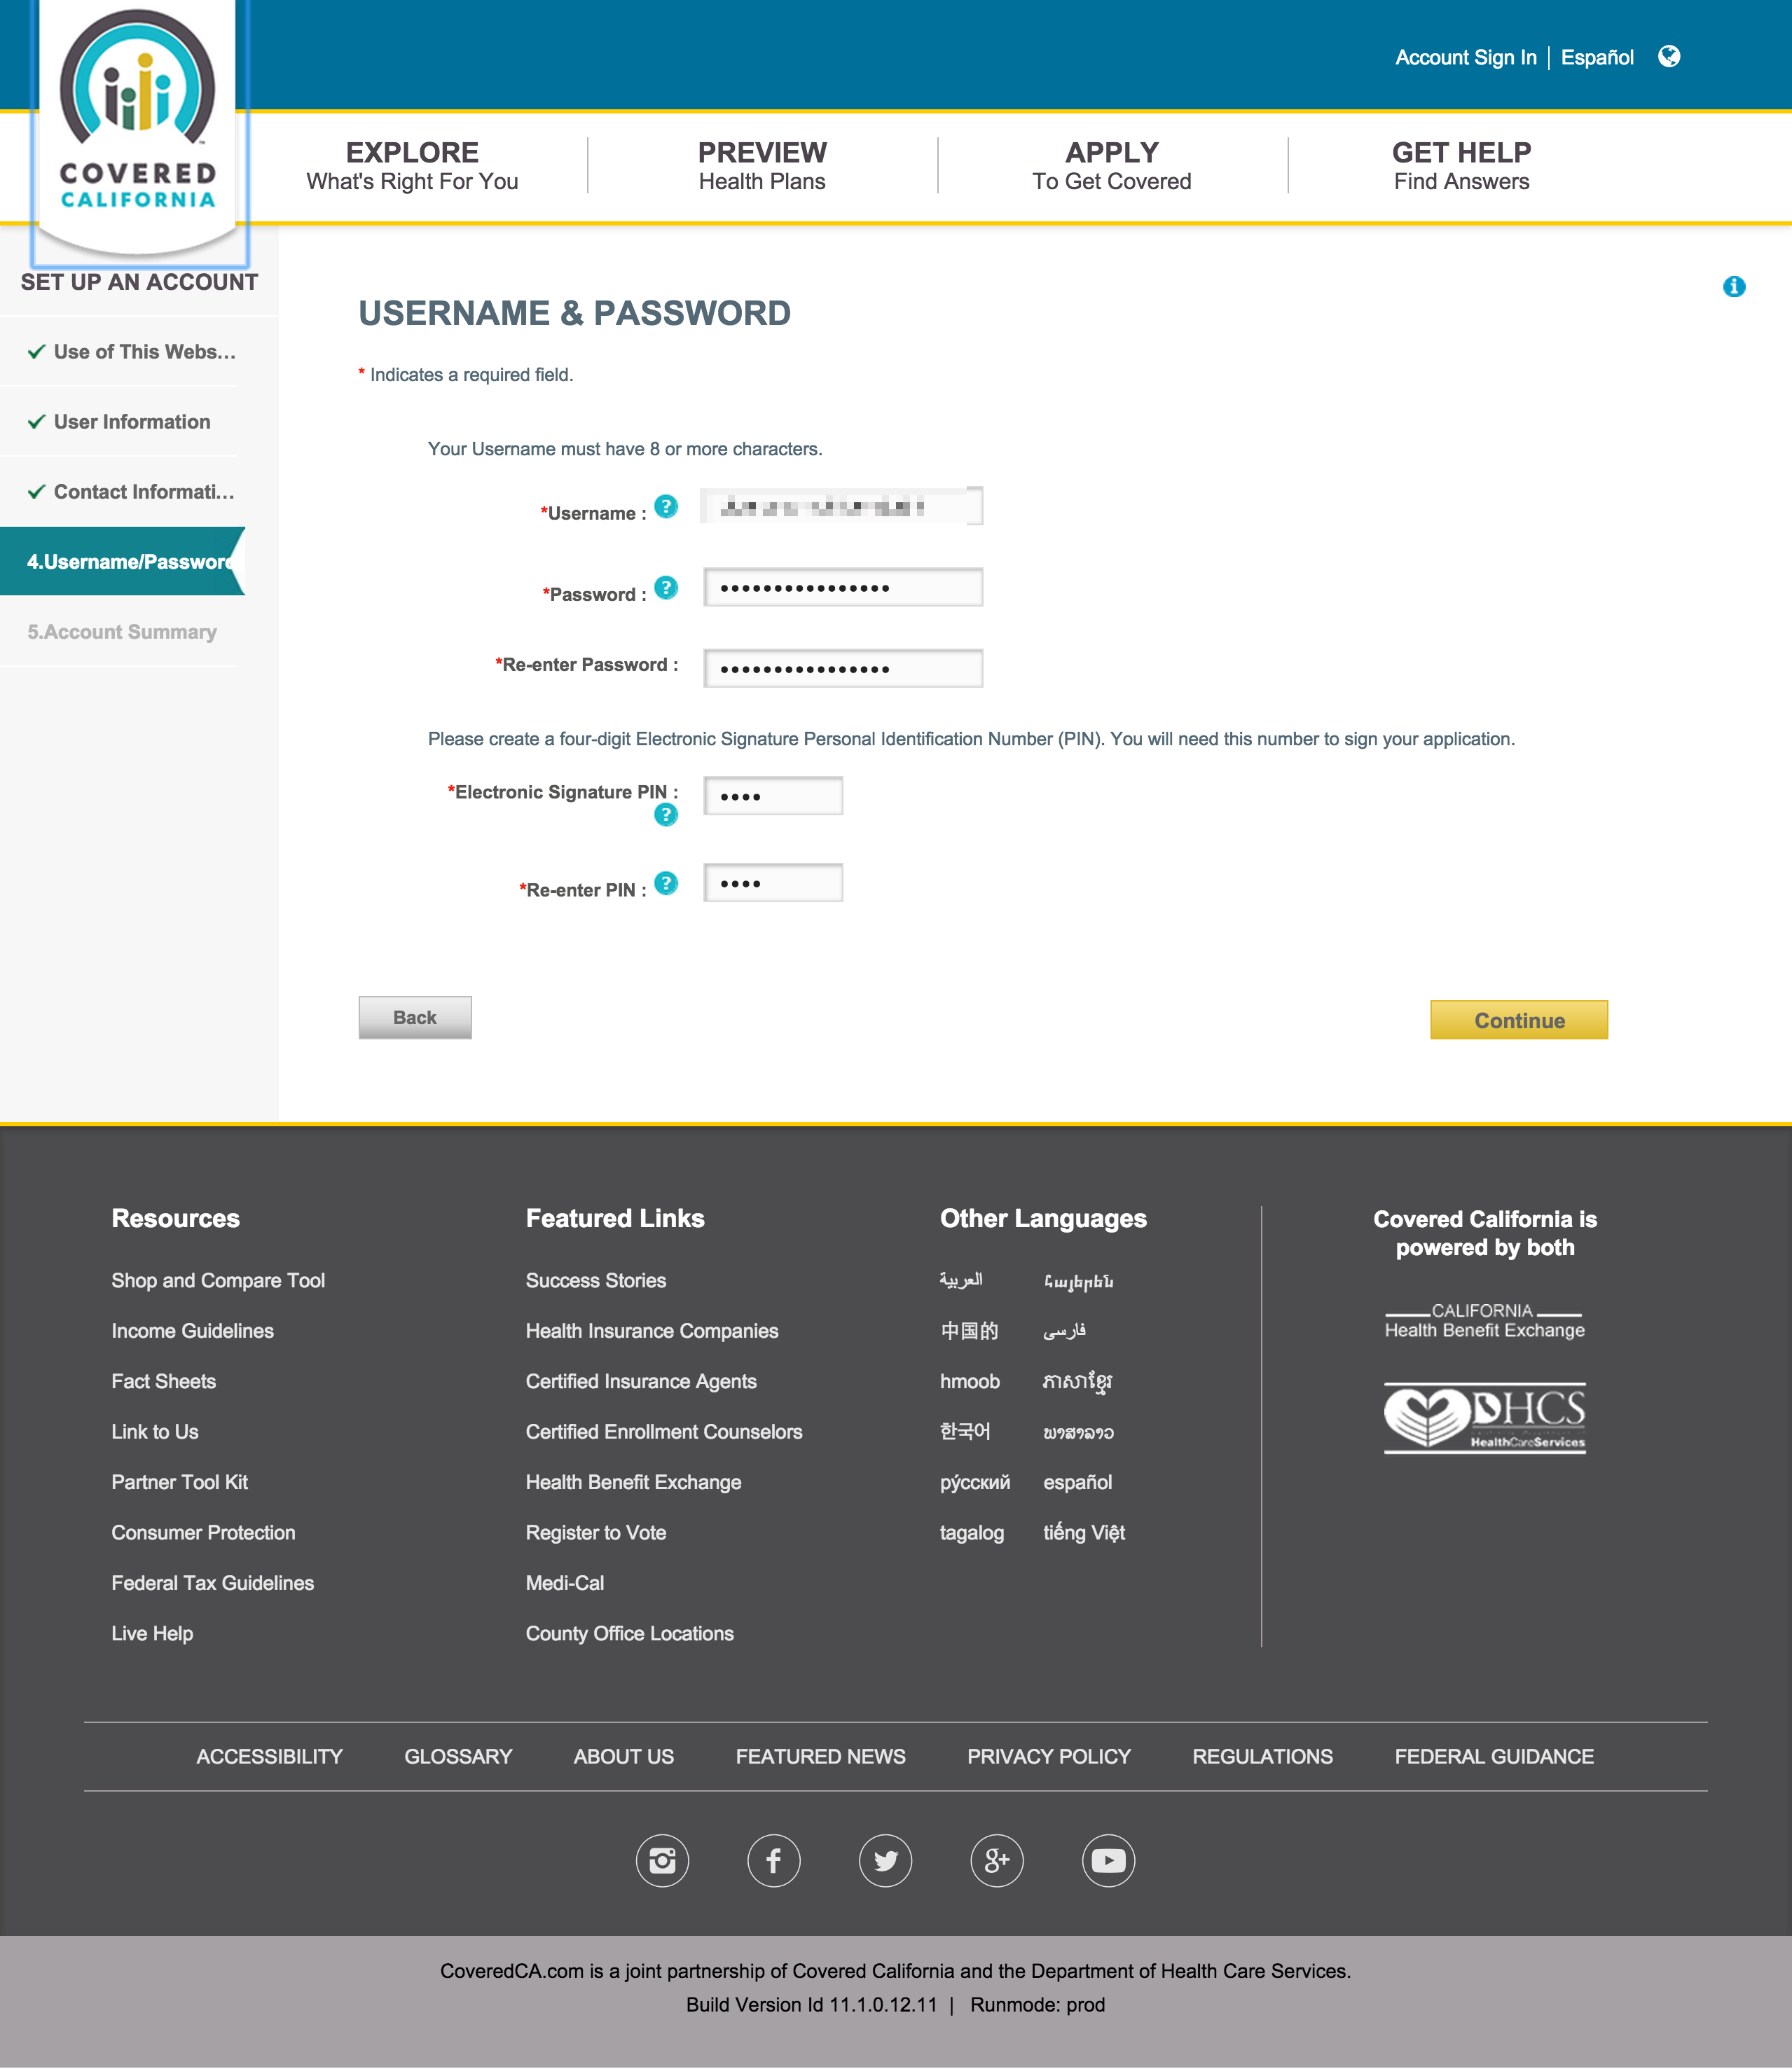 COVERED
CALIFORNIA
Account Sign In | Español
EXPLORE
What's Right For You
PREVIEW
Health Plans
APPLY
To Get Covered
GET HELP
Find Answers
SET UP AN ACCOUNT
Use of This Webs...
User Information
Contact Informati...
4.Username/Password
5.Account Summary
USERNAME & PASSWORD
* Indicates a required field.
Your Username must have 8 or more characters.
*Username :
*Password : ••••••••••••••••
*Re-enter Password : ••••••••••••••••
Please create a four-digit Electronic Signature Personal Identification Number (PIN). You will need this number to sign your application.
*Electronic Signature PIN : ••••
*Re-enter PIN : ••••
Back
Continue
Resources
Shop and Compare Tool
Income Guidelines
Fact Sheets
Link to Us
Partner Tool Kit
Consumer Protection
Federal Tax Guidelines
Live Help
Featured Links
Success Stories
Health Insurance Companies
Certified Insurance Agents
Certified Enrollment Counselors
Health Benefit Exchange
Register to Vote
Medi-Cal
County Office Locations
Other Languages
العربية Հայերեն
中国的 فارسی
hmoob ភាសាខ្មែរ
한국어 ພາສາລາວ
ру́сский español
tagalog tiếng Việt
Covered California is
powered by both
CALIFORNIA
Health Benefit Exchange
DHCS
HealthCareServices
ACCESSIBILITY GLOSSARY ABOUT US FEATURED NEWS PRIVACY POLICY REGULATIONS FEDERAL GUIDANCE
CoveredCA.com is a joint partnership of Covered California and the Department of Health Care Services.
Build Version Id 11.1.0.12.11 | Runmode: prod